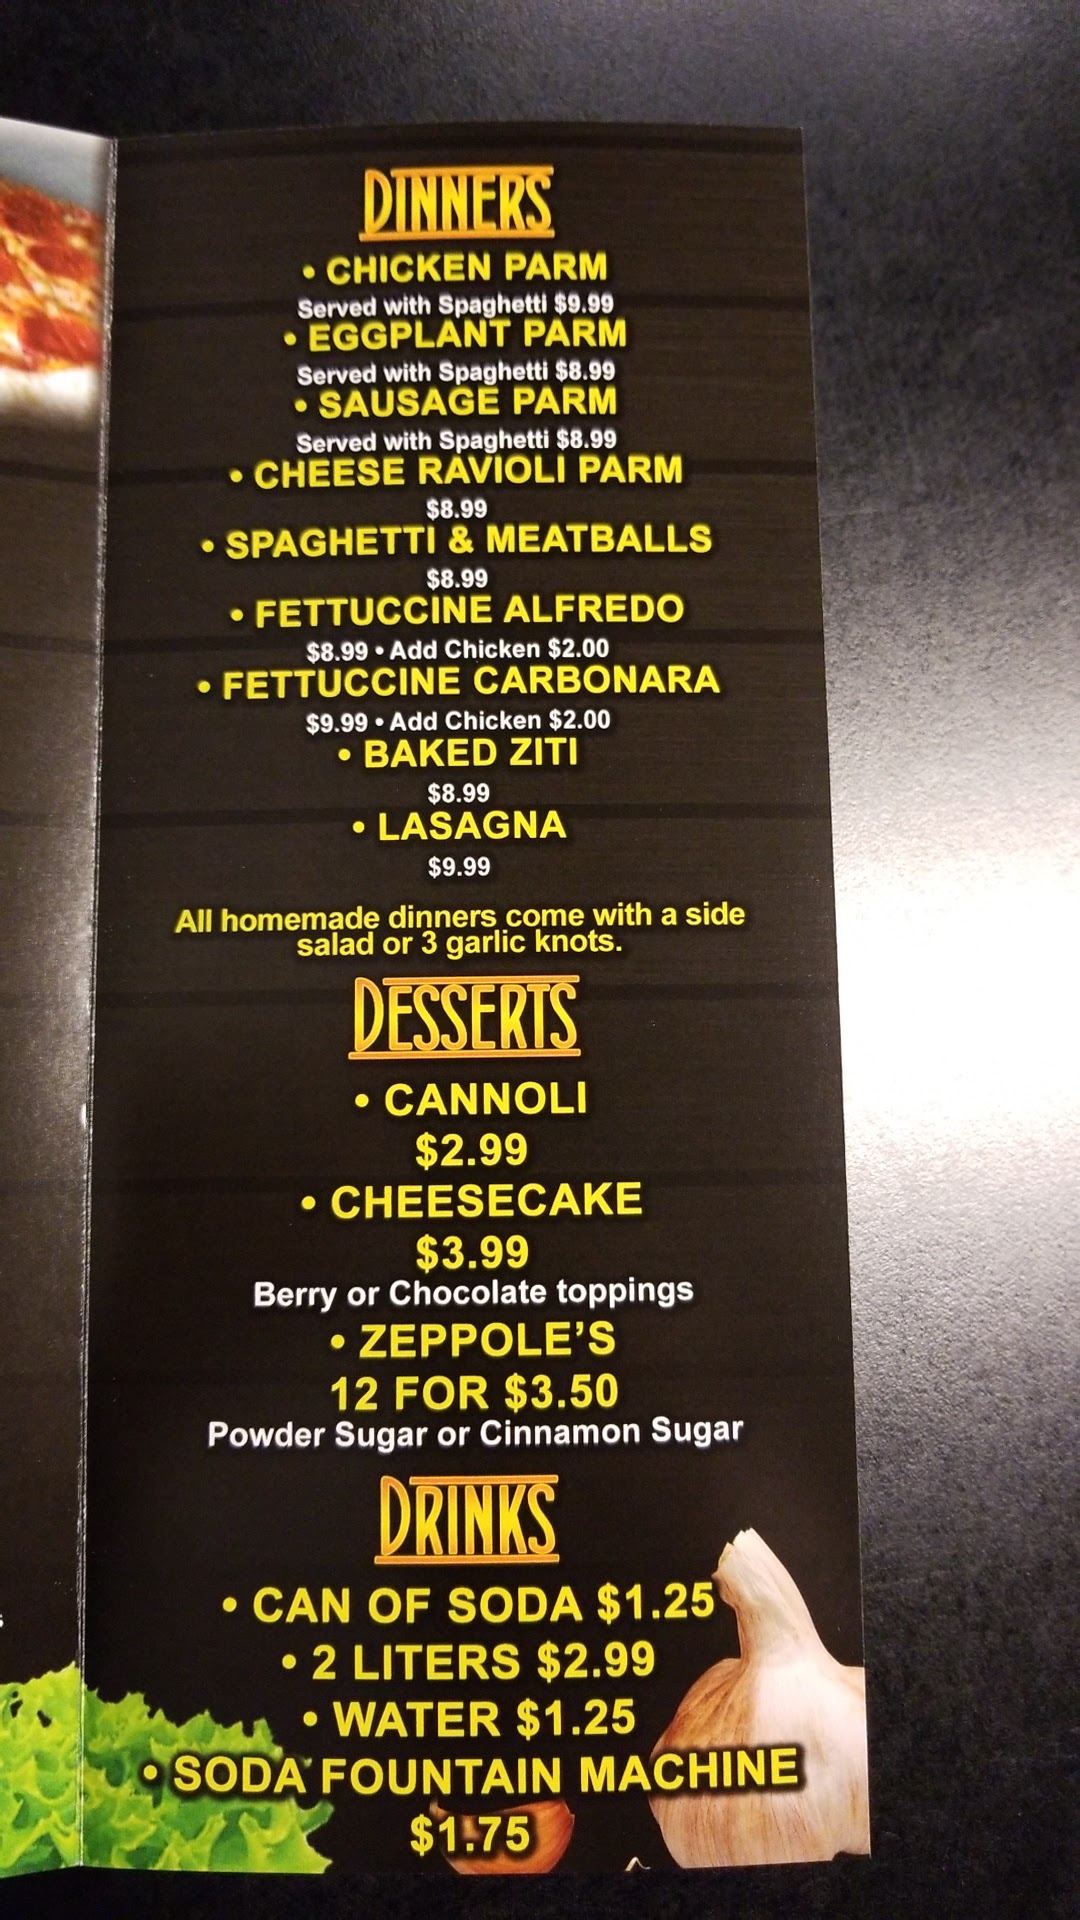 DINNERS
• CHICKEN PARM
Served with Spaghetti $9.99
• EGGPLANT PARM
Served with Spaghetti $8.99
• SAUSAGE PARM
Served with Spaghetti $8.99
• CHEESE RAVIOLI PARM
$8.99
• SPAGHETTI & MEATBALLS
$8.99
• FETTUCCINE ALFREDO
$8.99 • Add Chicken $2.00
• FETTUCCINE CARBONARA
$9.99 • Add Chicken $2.00
• BAKED ZITI
$8.99
• LASAGNA
$9.99
All homemade dinners come with a side
salad or 3 garlic knots.
DESSERTS
• CANNOLI
$2.99
• CHEESECAKE
$3.99
Berry or Chocolate toppings
• ZEPPOLE'S
12 FOR $3.50
Powder Sugar or Cinnamon Sugar
DRINKS
• CAN OF SODA $1.25
• 2 LITERS $2.99
• WATER $1.25
• SODA FOUNTAIN MACHINE
$1.75